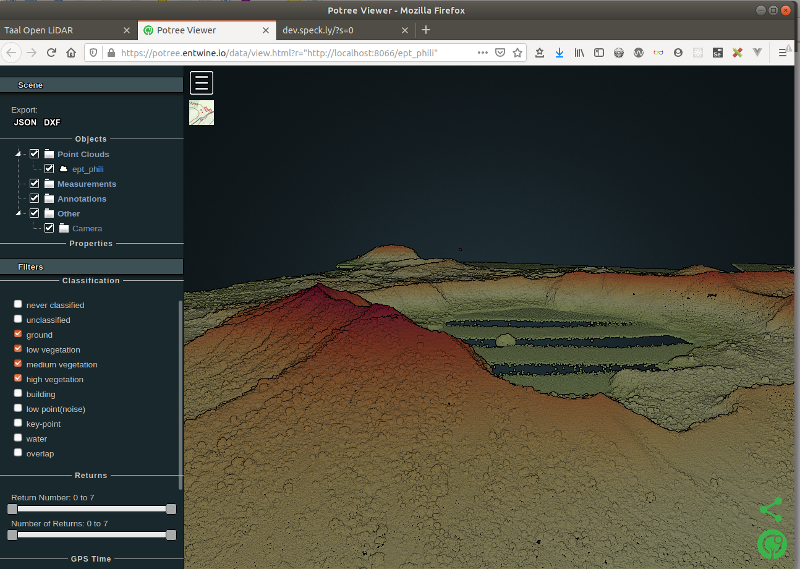 Potree Viewer - Mozilla Firefox
Taal Open LiDAR
Potree Viewer
dev.speck.ly/?s=0
https://potree.entwine.io/data/view.html?r="http://localhost:8066/ept_phili"
Scene
Export:
JSON DXF
Objects
Point Clouds
ept_phili
Measurements
Annotations
Other
Camera
Properties
Filters
Classification
never classified
unclassified
ground
low vegetation
medium vegetation
high vegetation
building
low point(noise)
key-point
water
overlap
Returns
Return Number: 0 to 7
Number of Returns: 0 to 7
GPS Time